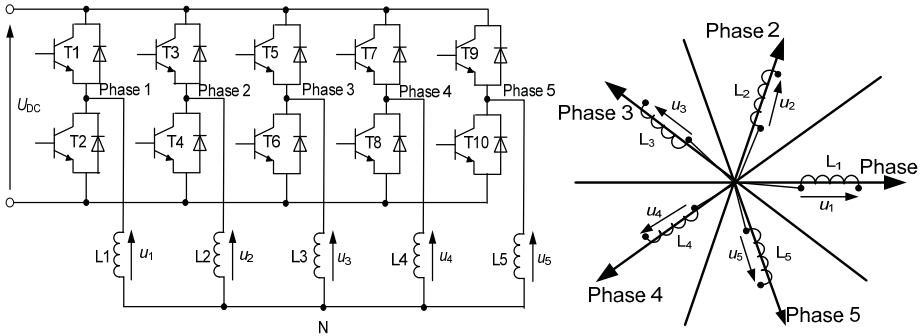 T1
T3
T5
T7
T9
Phase 1
Phase 2
Phase 3
Phase 4
Phase 5
UDC
T2
T4
T6
T8
T10
L1
u1
L2
u2
L3
u3
L4
u4
L5
u5
N
Phase 2
L2
u2
Phase 3
u3
L3
L1
Phase
u1
u4
L4
u5
L5
Phase 4
Phase 5